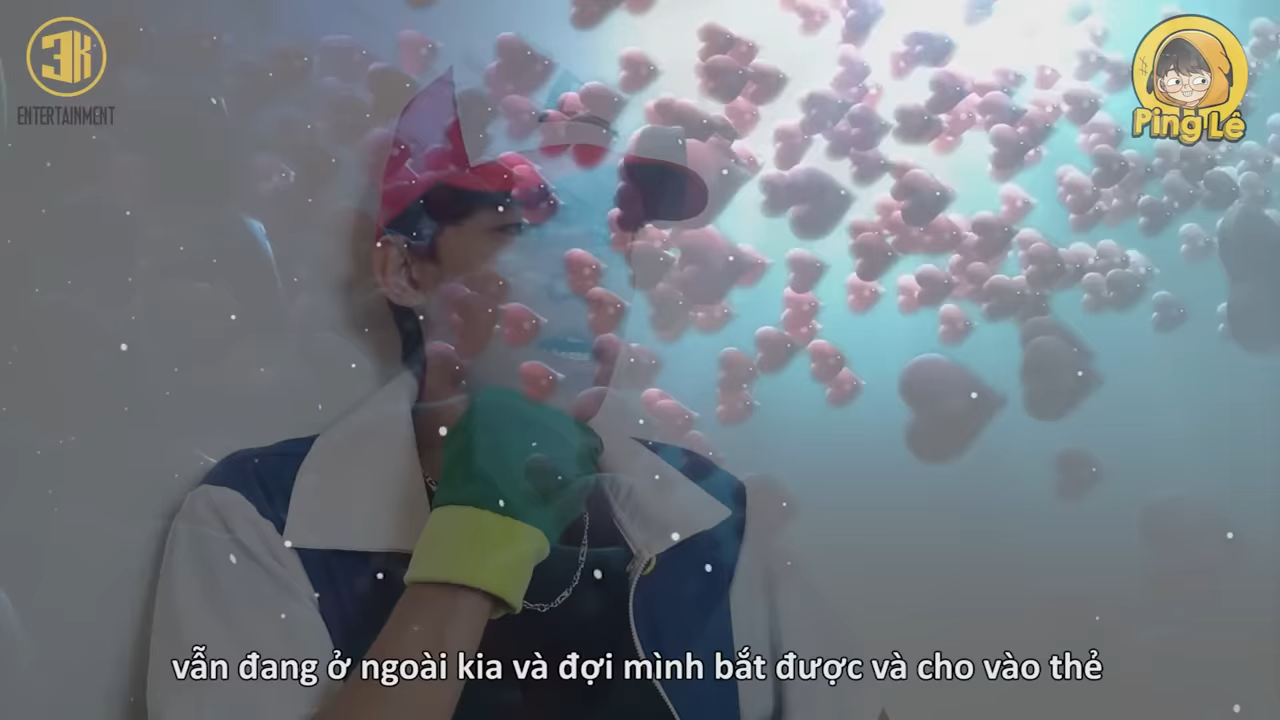 3K
ENTERTAINMENT
Ping Lê
vẫn đang ở ngoài kia và đợi mình bắt được và cho vào thẻ